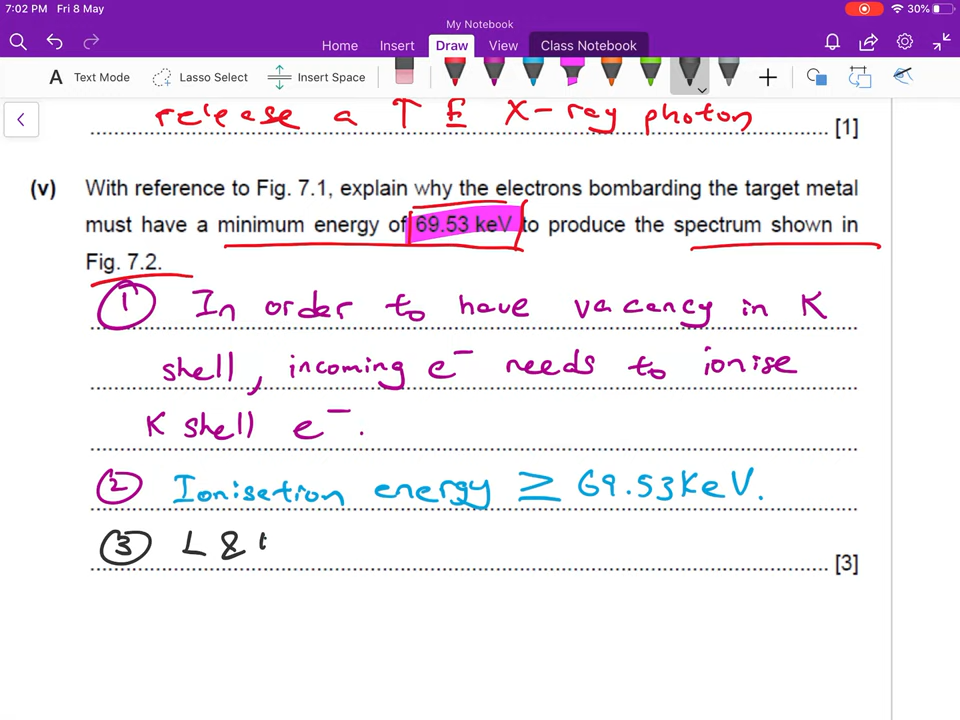 7:02 PM Fri 8 May 30%
My Notebook
Home Insert Draw View Class Notebook
A Text Mode Lasso Select Insert Space
release a ↑ E X-ray photon
[1]
(v) With reference to Fig. 7.1, explain why the electrons bombarding the target metal
must have a minimum energy of 69.53 keV to produce the spectrum shown in
Fig. 7.2.
① In order to have vacancy in K
shell, incoming e⁻ needs to ionise
K shell e⁻.
② Ionisation energy ≥ 69.53KeV.
③ L &
[3]